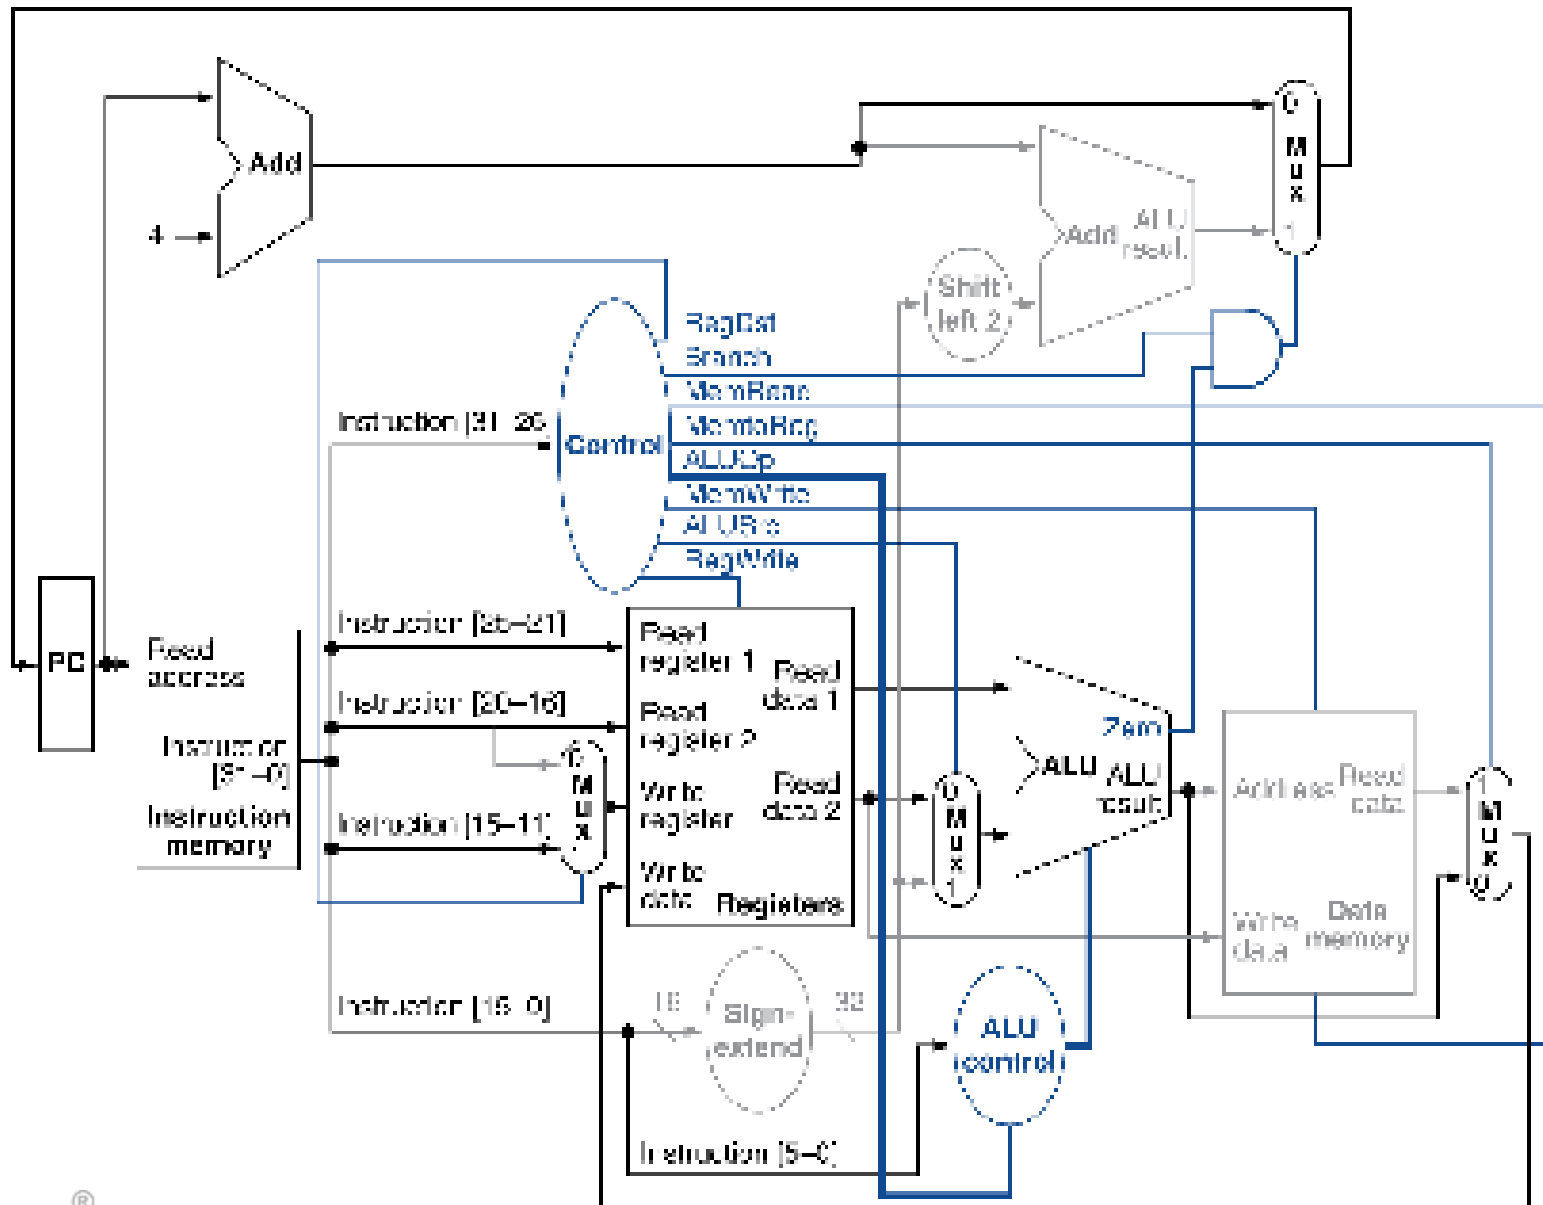 0
M
u
x
1
Add
4
Add
ALU
result
Shift
left 2
RegDst
Branch
MemRead
MemtoReg
ALUOp
MemWrite
ALUSrc
RegWrite
Control
Instruction [31–26]
Instruction [25–21]
Instruction [20–16]
Instruction [15–11]
Instruction [15–0]
Instruction [5–0]
PC
Read
address
Instruction
[31–0]
Instruction
memory
0
M
u
x
1
Read
register 1
Read
register 2
Write
register
Write
data
Read
data 1
Read
data 2
Registers
0
M
u
x
1
Zero
ALU
ALU
result
Address
Read
data
Write
data
Data
memory
1
M
u
x
0
16
Sign-
extend
32
ALU
control
®